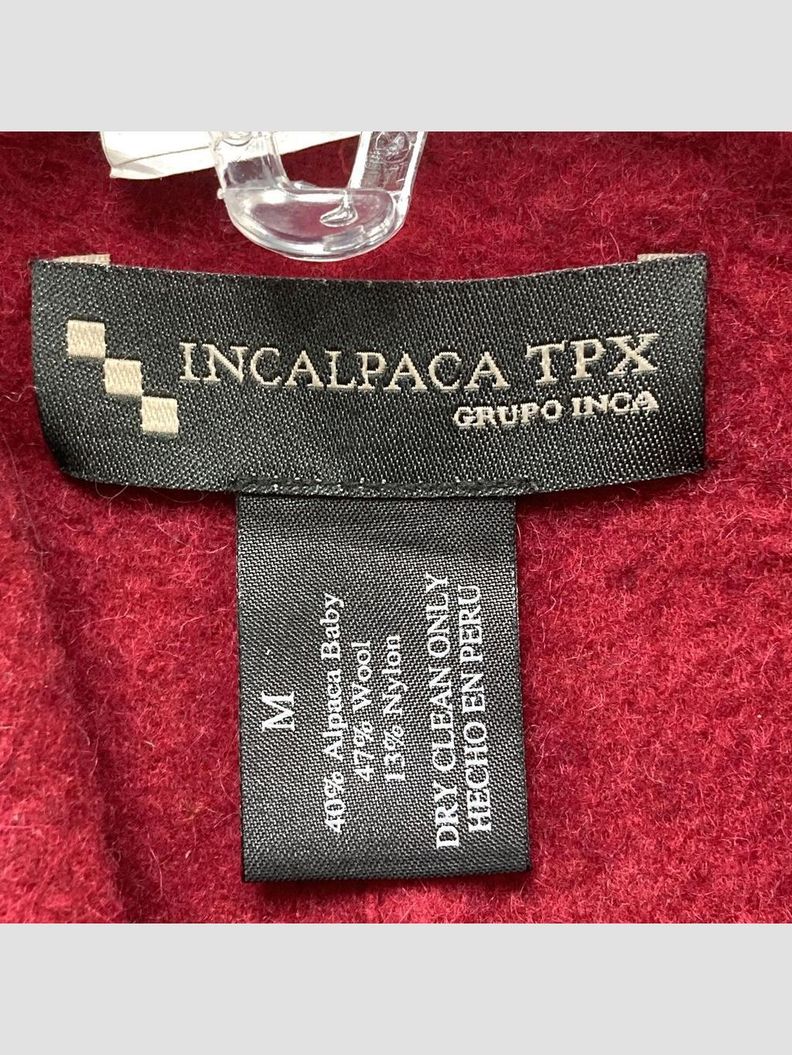 INCALPACA TPX
GRUPO INCA
M
40% Alpaca Baby
47% Wool
13% Nylon
DRY CLEAN ONLY
HECHO EN PERU